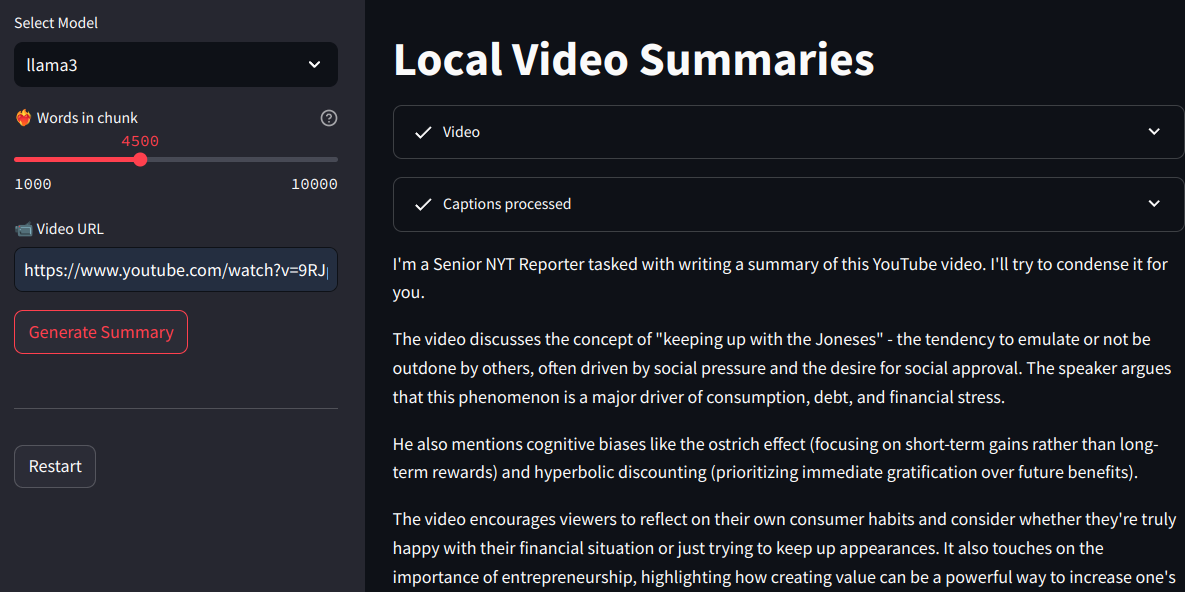 Select Model
llama3
Words in chunk
4500
1000
10000
Video URL
https://www.youtube.com/watch?v=9RJ
Generate Summary
Restart
Local Video Summaries
Video
Captions processed
I'm a Senior NYT Reporter tasked with writing a summary of this YouTube video. I'll try to condense it for
you.
The video discusses the concept of "keeping up with the Joneses" - the tendency to emulate or not be
outdone by others, often driven by social pressure and the desire for social approval. The speaker argues
that this phenomenon is a major driver of consumption, debt, and financial stress.
He also mentions cognitive biases like the ostrich effect (focusing on short-term gains rather than long-
term rewards) and hyperbolic discounting (prioritizing immediate gratification over future benefits).
The video encourages viewers to reflect on their own consumer habits and consider whether they're truly
happy with their financial situation or just trying to keep up appearances. It also touches on the
importance of entrepreneurship, highlighting how creating value can be a powerful way to increase one's